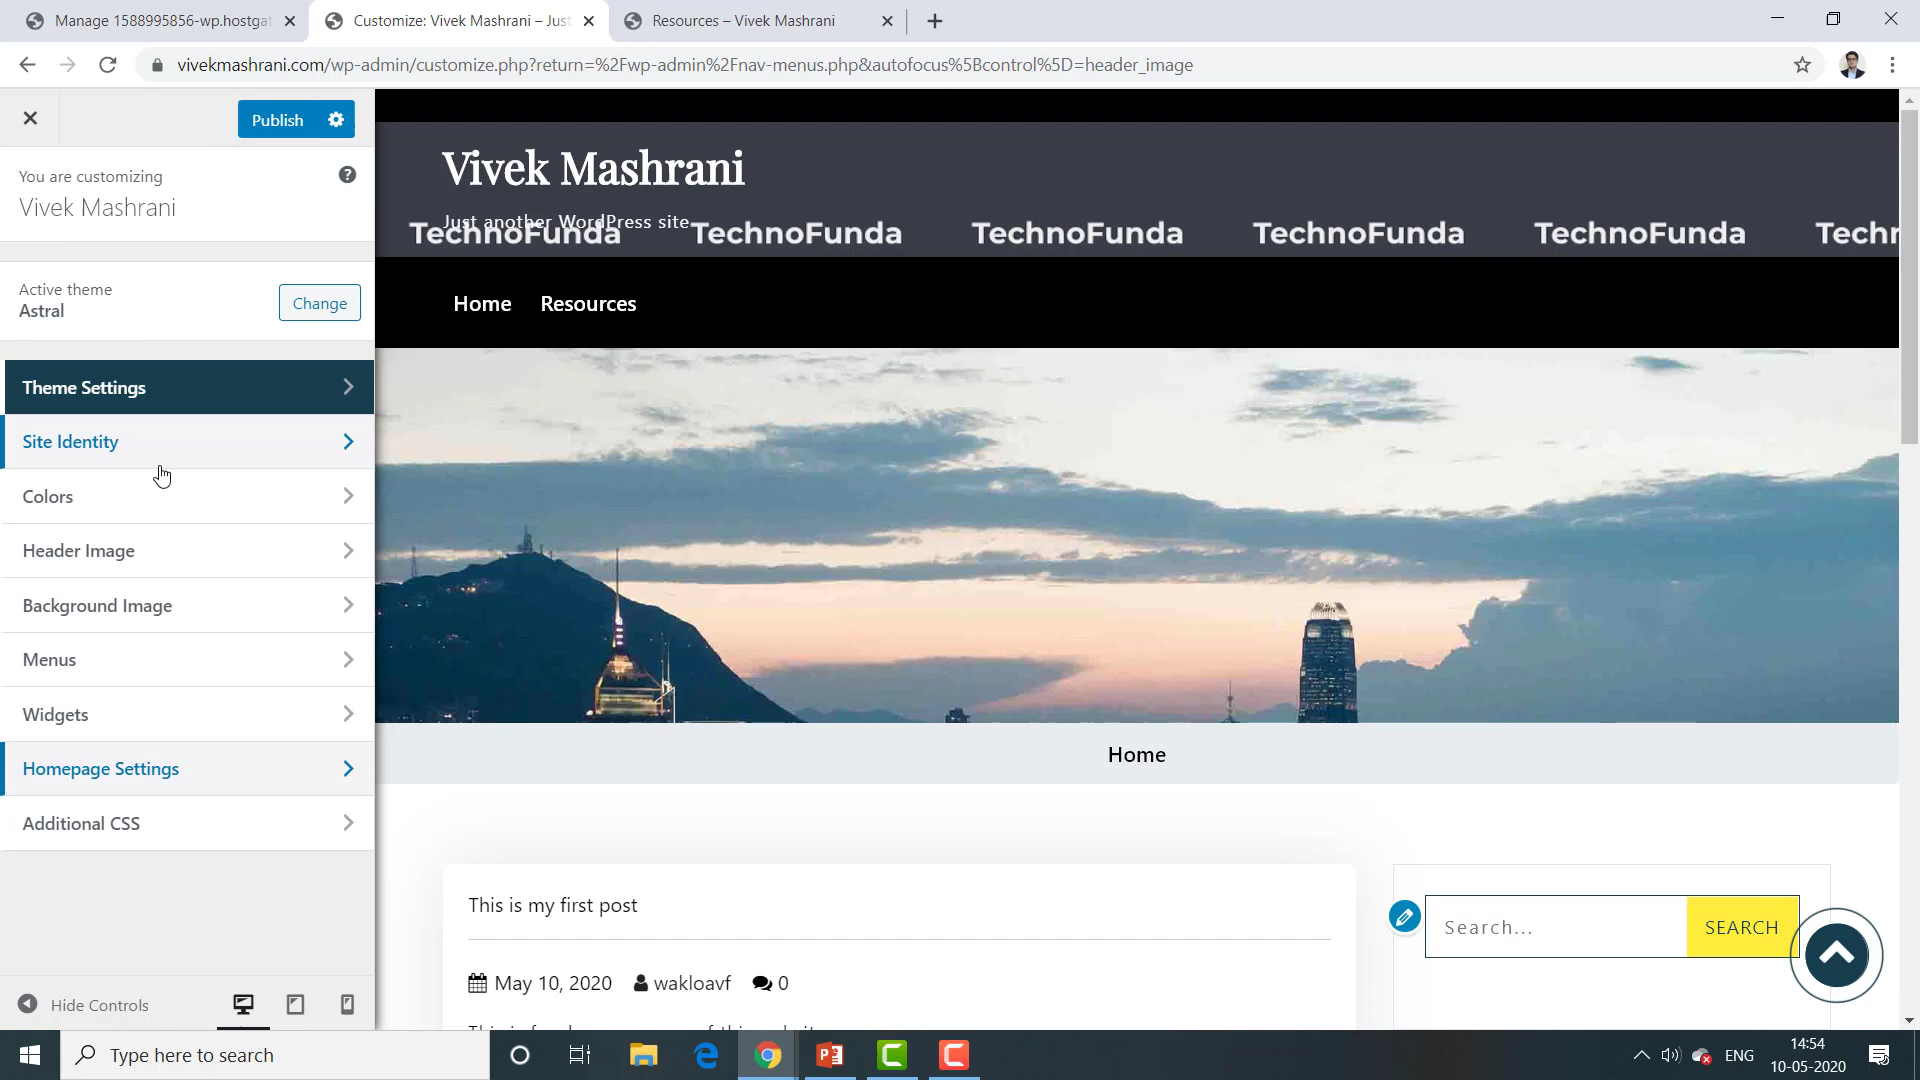 Manage 1588995856-wp.hostgat
Customize: Vivek Mashrani – Just
Resources – Vivek Mashrani
vivekmashrani.com/wp-admin/customize.php?return=%2Fwp-admin%2Fnav-menus.php&autofocus%5Bcontrol%5D=header_image
Publish
You are customizing
Vivek Mashrani
Active theme
Astral
Change
Theme Settings
Site Identity
Colors
Header Image
Background Image
Menus
Widgets
Homepage Settings
Additional CSS
Hide Controls
Vivek Mashrani
Just another WordPress site
TechnoFunda TechnoFunda TechnoFunda TechnoFunda TechnoFunda Techn
Home Resources
Home
This is my first post
May 10, 2020 wakloavf 0
Search... SEARCH
Type here to search
ENG
14:54
10-05-2020